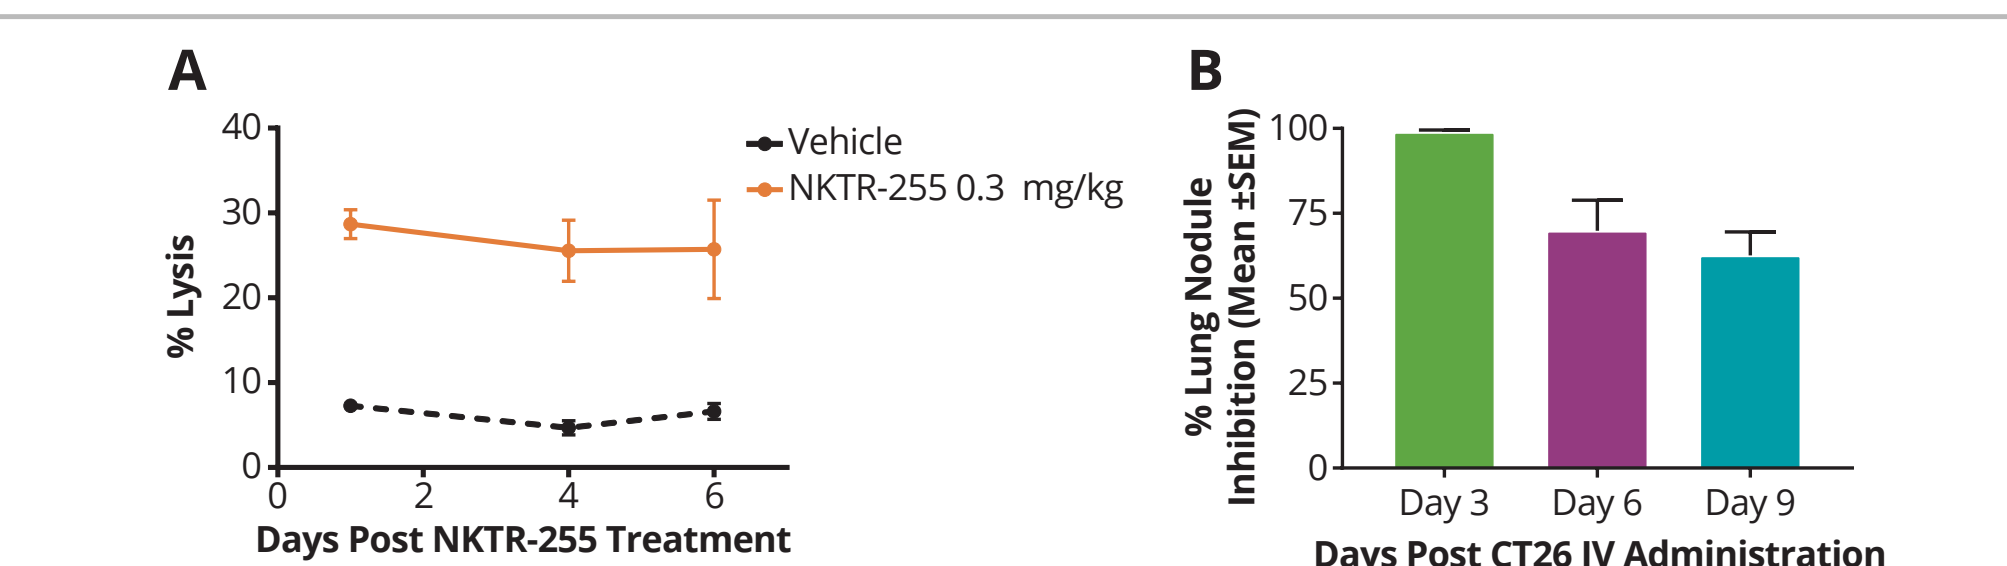 A
40
30
20
10
0
% Lysis
0 2 4 6
Days Post NKTR-255 Treatment
Vehicle
NKTR-255 0.3 mg/kg
B
% Lung Nodule
Inhibition (Mean ±SEM)
100
75
50
25
0
Day 3 Day 6 Day 9
Days Post CT26 IV Administration